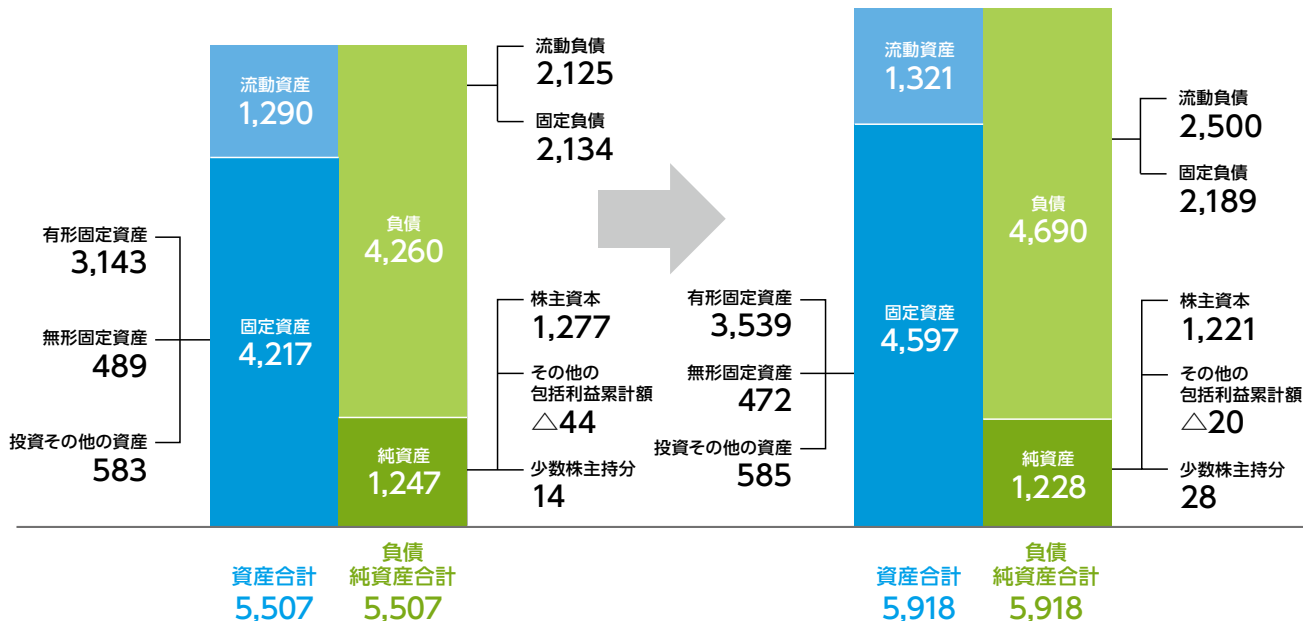 流動資産
1,290
固定資産
4,217
有形固定資産
3,143
無形固定資産
489
投資その他の資産
583
負債
4,260
純資産
1,247
流動負債
2,125
固定負債
2,134
株主資本
1,277
その他の
包括利益累計額
△44
少数株主持分
14
資産合計
5,507
負債
純資産合計
5,507
流動資産
1,321
固定資産
4,597
有形固定資産
3,539
無形固定資産
472
投資その他の資産
585
負債
4,690
純資産
1,228
流動負債
2,500
固定負債
2,189
株主資本
1,221
その他の
包括利益累計額
△20
少数株主持分
28
資産合計
5,918
負債
純資産合計
5,918